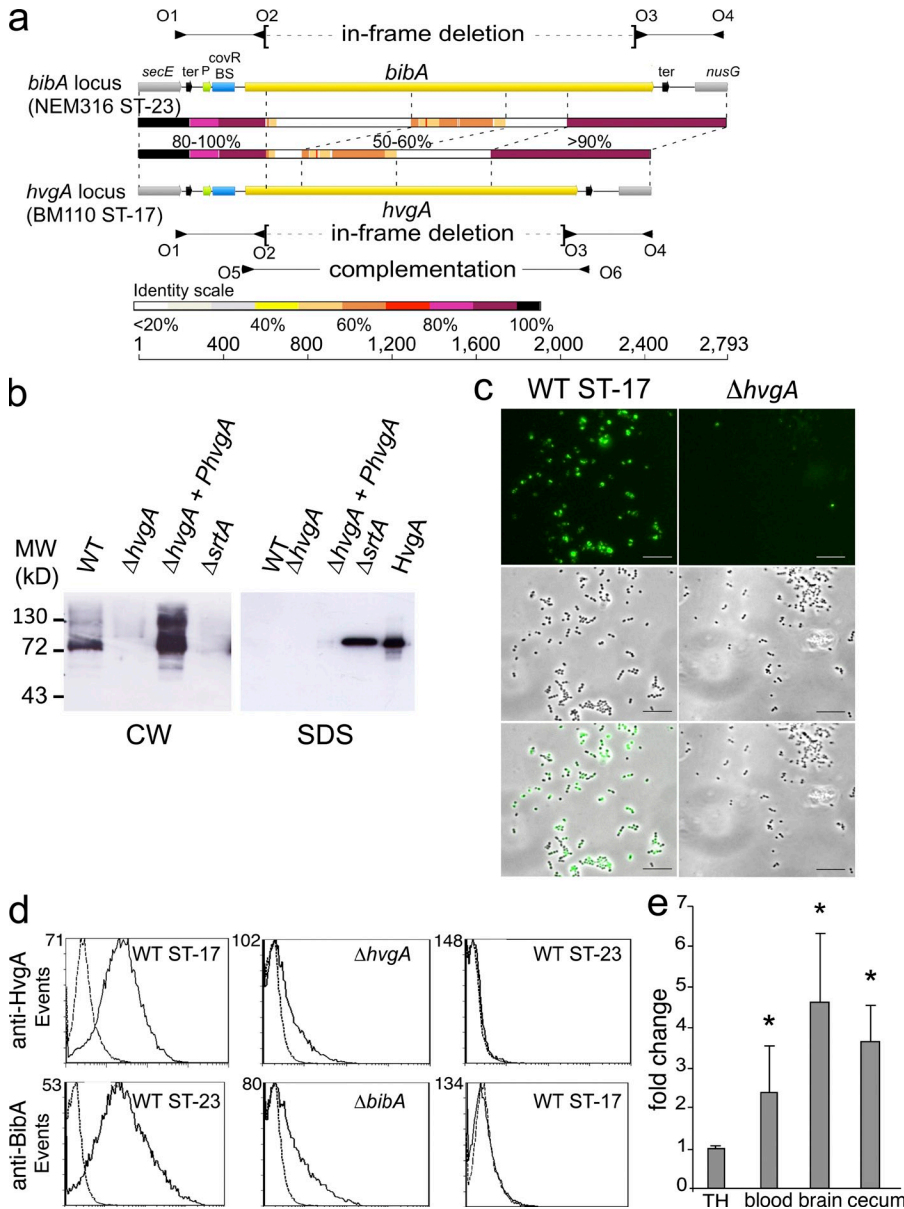 a
O1 O2 in-frame deletion O3 O4
secE ter P covR BS bibA ter nusG
bibA locus
(NEM316 ST-23)
80-100% 50-60% >90%
hvgA locus
(BM110 ST-17)
hvgA
O1 O2 in-frame deletion O3 O4
O5 complementation O6
Identity scale
<20% 40% 60% 80% 100%
1 400 800 1,200 1,600 2,000 2,400 2,793
b
MW
(kD)
WT ΔhvgA ΔhvgA + PhvgA ΔsrtA
WT ΔhvgA ΔhvgA + PhvgA ΔsrtA HvgA
130
72
43
CW SDS
c
WT ST-17 ΔhvgA
d
anti-HvgA
Events
71 WT ST-17
102 ΔhvgA
148 WT ST-23
anti-BibA
Events
53 WT ST-23
80 ΔbibA
134 WT ST-17
e
fold change
7
6
5
4
3
2
1
0
* * *
TH blood brain cecum